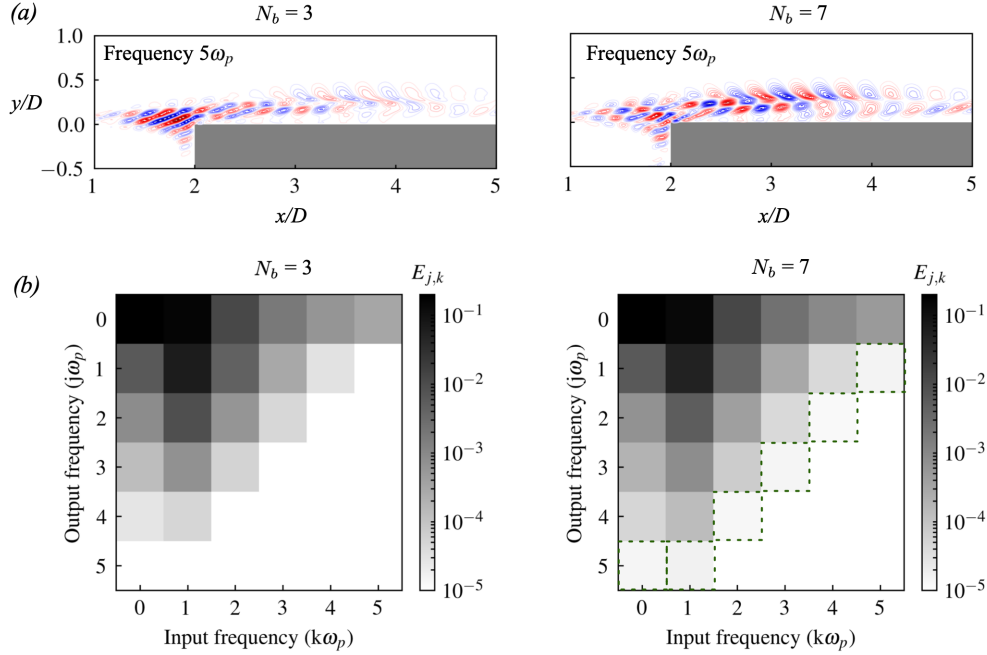 (a)
N_b = 3
N_b = 7
1.0
0.5
0.0
−0.5
y/D
Frequency 5ω_p
1 2 3 4 5
x/D
Frequency 5ω_p
1 2 3 4 5
x/D
(b)
N_b = 3
E_{j,k}
N_b = 7
E_{j,k}
Output frequency (jω_p)
0
1
2
3
4
5
0 1 2 3 4 5
Input frequency (kω_p)
10^{−1}
10^{−2}
10^{−3}
10^{−4}
10^{−5}
Output frequency (jω_p)
0
1
2
3
4
5
0 1 2 3 4 5
Input frequency (kω_p)
10^{−1}
10^{−2}
10^{−3}
10^{−4}
10^{−5}